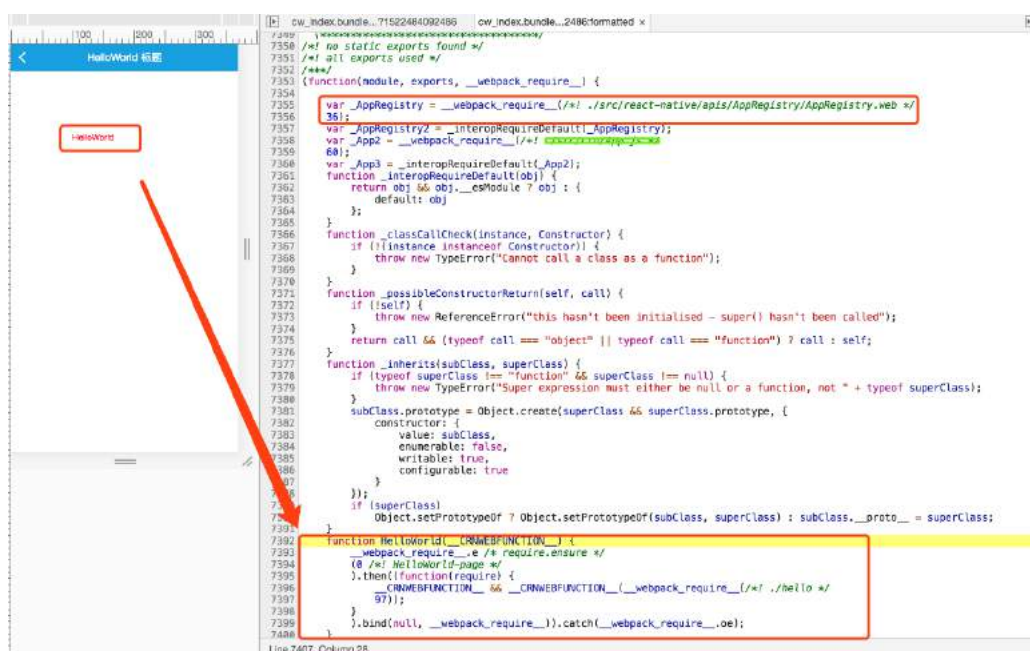 cw_index.bundle...?1522484092486 cw_index.bundle...2486:formatted ×
|100 |200 |300
HelloWorld 标题
HelloWorld
7349
7350 /*! no static exports found */
7351 /*! all exports used */
7352 /***/
7353 (function(module, exports, __webpack_require__) {
7354
7355 var _AppRegistry = __webpack_require__(/*! ./src/react-native/apis/AppRegistry/AppRegistry.web */
7356 36);
7357 var _AppRegistry2 = _interopRequireDefault(_AppRegistry);
7358 var _App2 = __webpack_require__(/*!
7359 60);
7360 var _App3 = _interopRequireDefault(_App2);
7361 function _interopRequireDefault(obj) {
7362 return obj && obj.__esModule ? obj : {
7363 default: obj
7364 };
7365 }
7366 function _classCallCheck(instance, Constructor) {
7367 if (!(instance instanceof Constructor)) {
7368 throw new TypeError("Cannot call a class as a function");
7369 }
7370 }
7371 function _possibleConstructorReturn(self, call) {
7372 if (!self) {
7373 throw new ReferenceError("this hasn't been initialised – super() hasn't been called");
7374 }
7375 return call && (typeof call === "object" || typeof call === "function") ? call : self;
7376 }
7377 function _inherits(subClass, superClass) {
7378 if (typeof superClass !== "function" && superClass !== null) {
7379 throw new TypeError("Super expression must either be null or a function, not " + typeof superClass);
7380 }
7381 subClass.prototype = Object.create(superClass && superClass.prototype, {
7382 constructor: {
7383 value: subClass,
7384 enumerable: false,
7385 writable: true,
7386 configurable: true
}
});
if (superClass)
Object.setPrototypeOf ? Object.setPrototypeOf(subClass, superClass) : subClass.__proto__ = superClass;
7391 }
7392 function HelloWorld(__CRNWEBFUNCTION__) {
7393 __webpack_require__.e /* require.ensure */
7394 (0 /*! HelloWorld-page */
7395 ).then((function(require) {
7396 __CRNWEBFUNCTION__ && __CRNWEBFUNCTION__(__webpack_require__(/*! ./hello */
7397 97));
7398 }
7399 ).bind(null, __webpack_require__)).catch(__webpack_require__.oe);
7400 }
Line 7407, Column 28